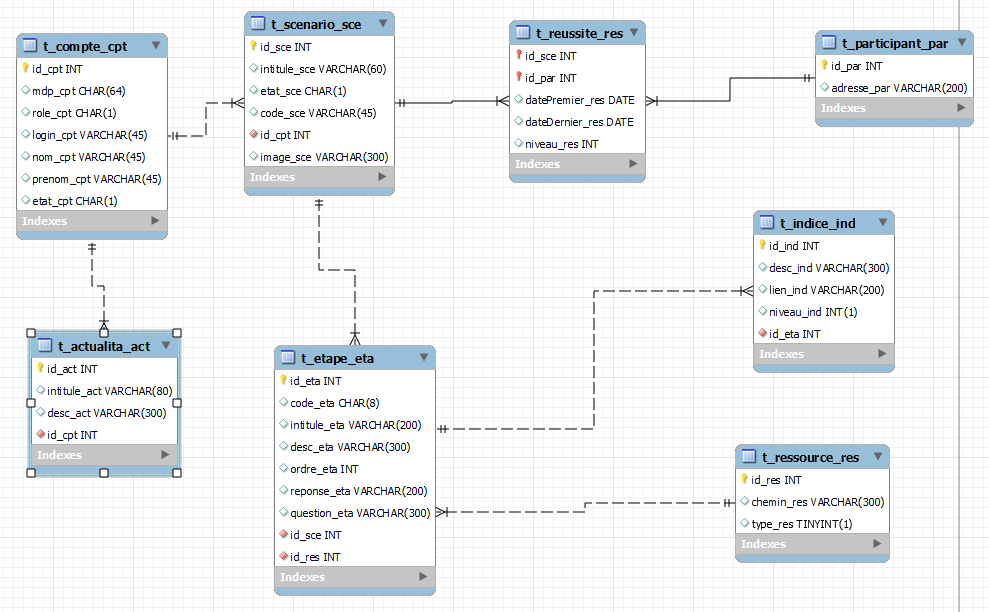 t_compte_cpt
id_cpt INT
mdp_cpt CHAR(64)
role_cpt CHAR(1)
login_cpt VARCHAR(45)
nom_cpt VARCHAR(45)
prenom_cpt VARCHAR(45)
etat_cpt CHAR(1)
Indexes
t_scenario_sce
id_sce INT
intitule_sce VARCHAR(60)
etat_sce CHAR(1)
code_sce VARCHAR(45)
id_cpt INT
image_sce VARCHAR(300)
Indexes
t_reussite_res
id_sce INT
id_par INT
datePremier_res DATE
dateDernier_res DATE
niveau_res INT
Indexes
t_participant_par
id_par INT
adresse_par VARCHAR(200)
Indexes
t_indice_ind
id_ind INT
desc_ind VARCHAR(300)
lien_ind VARCHAR(200)
niveau_ind INT(1)
id_eta INT
Indexes
t_actualita_act
id_act INT
intitule_act VARCHAR(80)
desc_act VARCHAR(300)
id_cpt INT
Indexes
t_etape_eta
id_eta INT
code_eta CHAR(8)
intitule_eta VARCHAR(200)
desc_eta VARCHAR(300)
ordre_eta INT
reponse_eta VARCHAR(200)
question_eta VARCHAR(300)
id_sce INT
id_res INT
Indexes
t_ressource_res
id_res INT
chemin_res VARCHAR(300)
type_res TINYINT(1)
Indexes